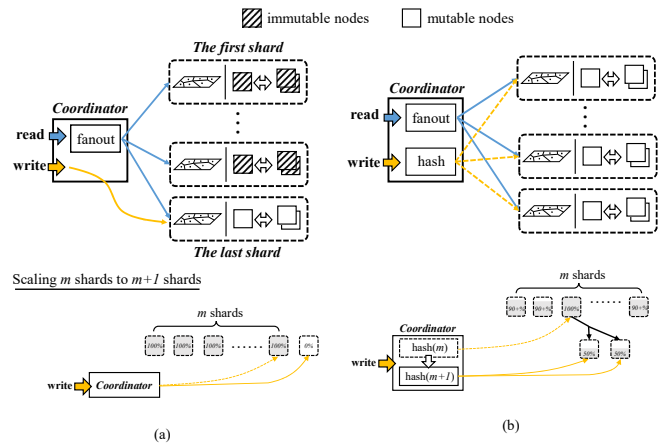 immutable nodes
mutable nodes
The first shard
Coordinator
read
fanout
write
The last shard
Coordinator
read
fanout
write
hash
Scaling m shards to m+1 shards
m shards
100%
100%
100%
100%
0%
write
Coordinator
(a)
m shards
90+%
90+%
100%
90+%
Coordinator
hash(m)
write
hash(m+1)
50%
50%
(b)